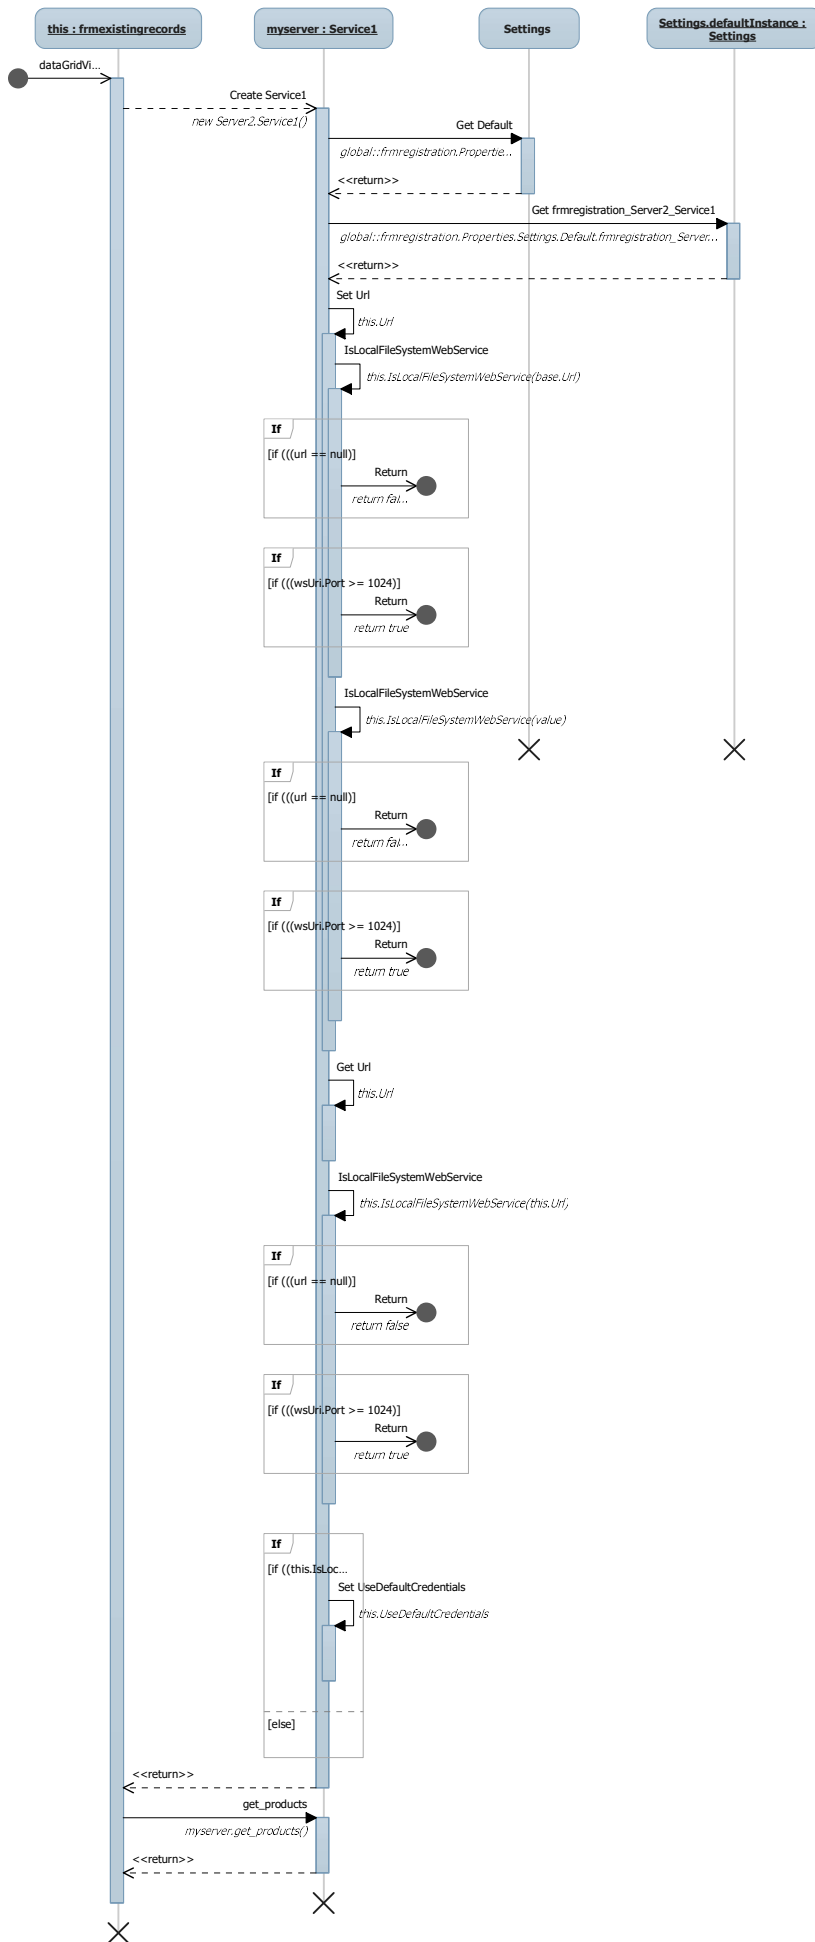 this : frmexistingrecords
myserver : Service1
Settings
Settings.defaultInstance :
Settings
dataGridVi...
Create Service1
new Server2.Service1()
Get Default
global::frmregistration.Propertie...
<<return>>
Get frmregistration_Server2_Service1
global::frmregistration.Properties.Settings.Default.frmregistration_Server...
<<return>>
Set Url
this.Url
IsLocalFileSystemWebService
this.IsLocalFileSystemWebService(base.Url)
If
[if (((url == null)]
Return
return fal...
If
[if (((wsUri.Port >= 1024)]
Return
return true
IsLocalFileSystemWebService
this.IsLocalFileSystemWebService(value)
If
[if (((url == null)]
Return
return fal...
If
[if (((wsUri.Port >= 1024)]
Return
return true
Get Url
this.Url
IsLocalFileSystemWebService
this.IsLocalFileSystemWebService(this.Url)
If
[if (((url == null)]
Return
return false
If
[if (((wsUri.Port >= 1024)]
Return
return true
If
[if ((this.IsLoc...
Set UseDefaultCredentials
this.UseDefaultCredentials
[else]
<<return>>
get_products
myserver.get_products()
<<return>>